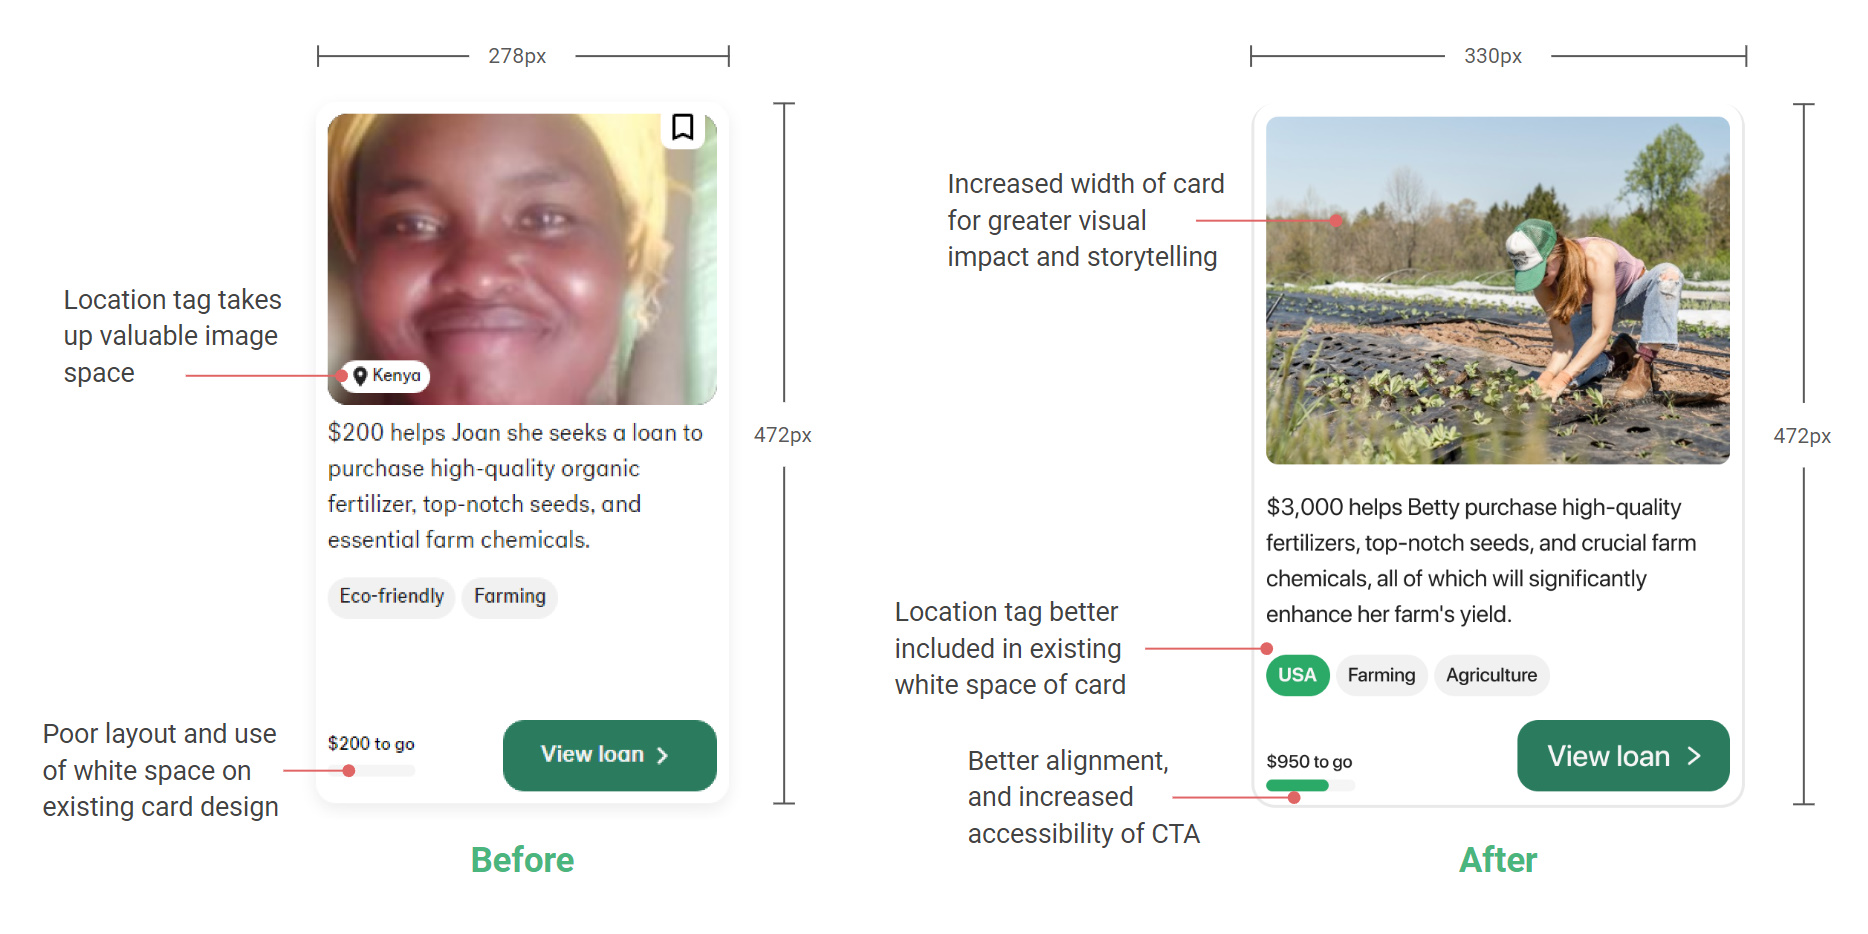 278px
Location tag takes
up valuable image
space
Kenya
$200 helps Joan she seeks a loan to
purchase high-quality organic
fertilizer, top-notch seeds, and
essential farm chemicals.
Eco-friendly
Farming
472px
Poor layout and use
of white space on
existing card design
$200 to go
View loan
Before
330px
Increased width of card
for greater visual
impact and storytelling
472px
$3,000 helps Betty purchase high-quality
fertilizers, top-notch seeds, and crucial farm
chemicals, all of which will significantly
enhance her farm's yield.
Location tag better
included in existing
white space of card
USA
Farming
Agriculture
Better alignment,
and increased
accessibility of CTA
$950 to go
View loan
After